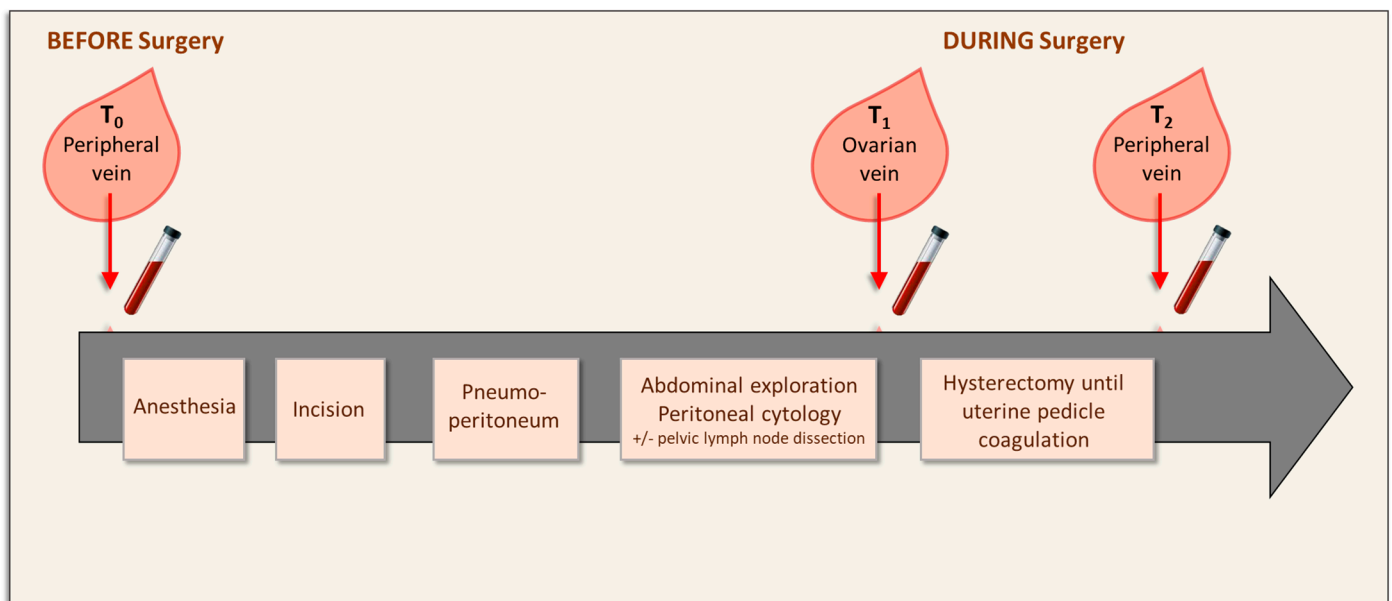 BEFORE Surgery
DURING Surgery
T₀
Peripheral
vein
T₁
Ovarian
vein
T₂
Peripheral
vein
Anesthesia
Incision
Pneumo-
peritoneum
Abdominal exploration
Peritoneal cytology
+/- pelvic lymph node dissection
Hysterectomy until
uterine pedicle
coagulation